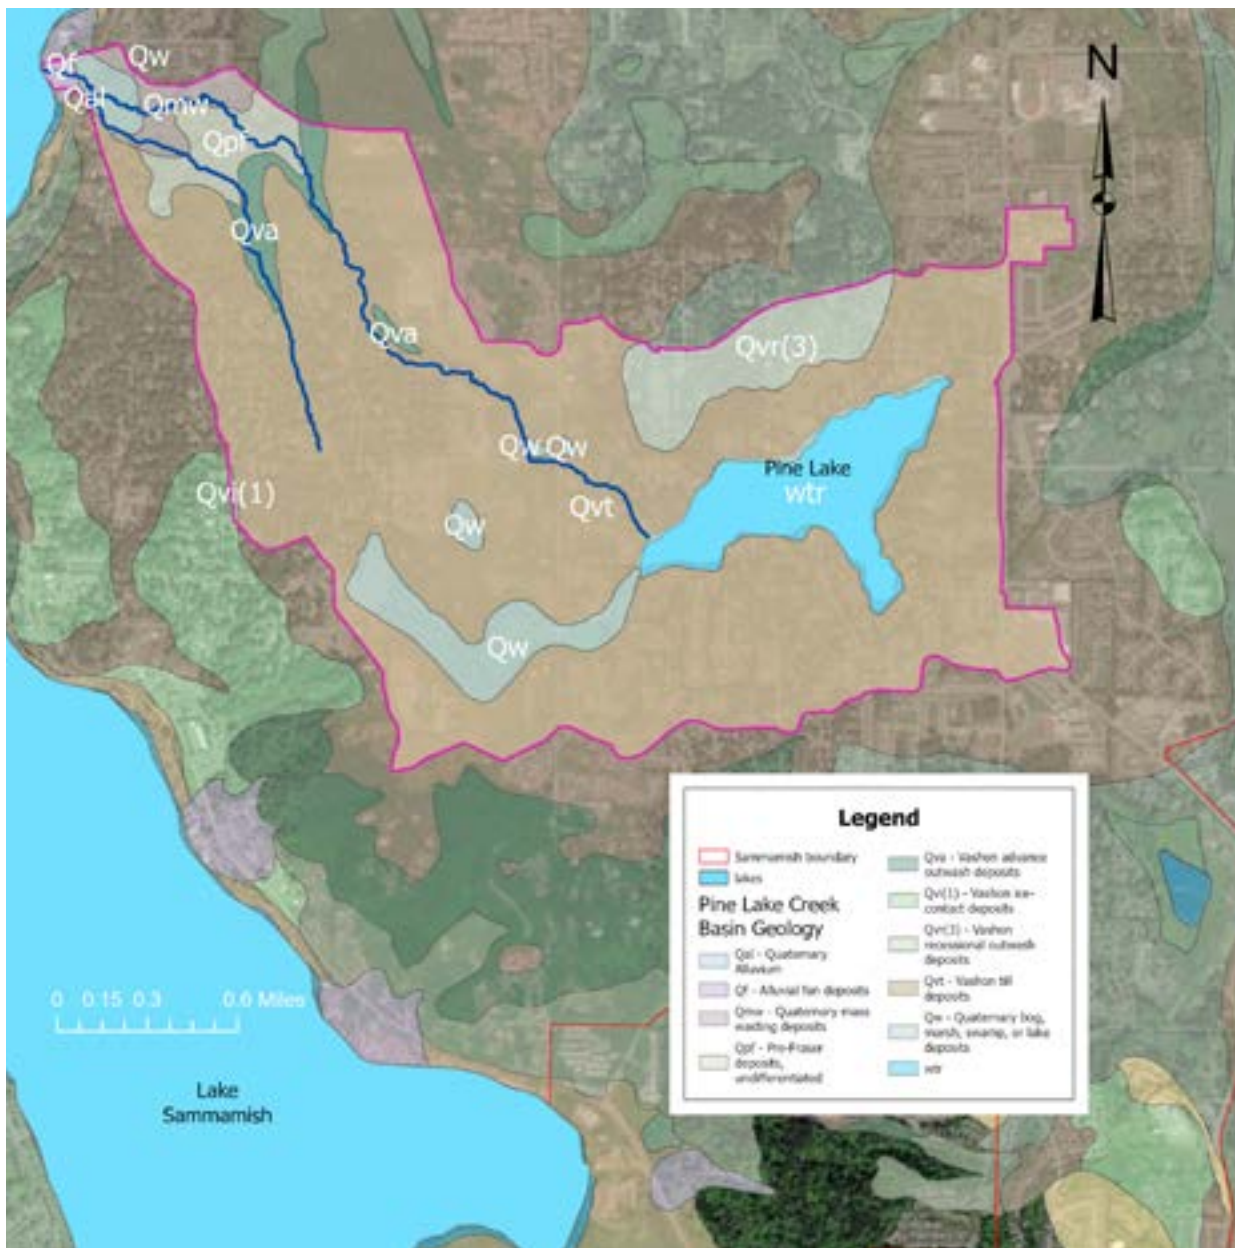 Qf
Qw
Qal
Qmw
Qpf
N
Qva
Qva
Qvr(3)
Qw Qw
Pine Lake
wtr
Qvi(1)
Qvt
Qw
Qw
Legend
Sammamish boundary
lakes
Pine Lake Creek
Basin Geology
Qal - Quaternary
Alluvium
Qf - Alluvial fan deposits
Qmw - Quaternary mass
wasting deposits
Qpf - Pre-Fraser
deposits,
undifferentiated
Qva - Vashon advance
outwash deposits
Qvi(1) - Vashon ice-
contact deposits
Qvr(3) - Vashon
recessional outwash
deposits
Qvt - Vashon till
deposits
Qw - Quaternary bog,
marsh, swamp, or lake
deposits
wtr
0 0.15 0.3 0.6 Miles
Lake
Sammamish